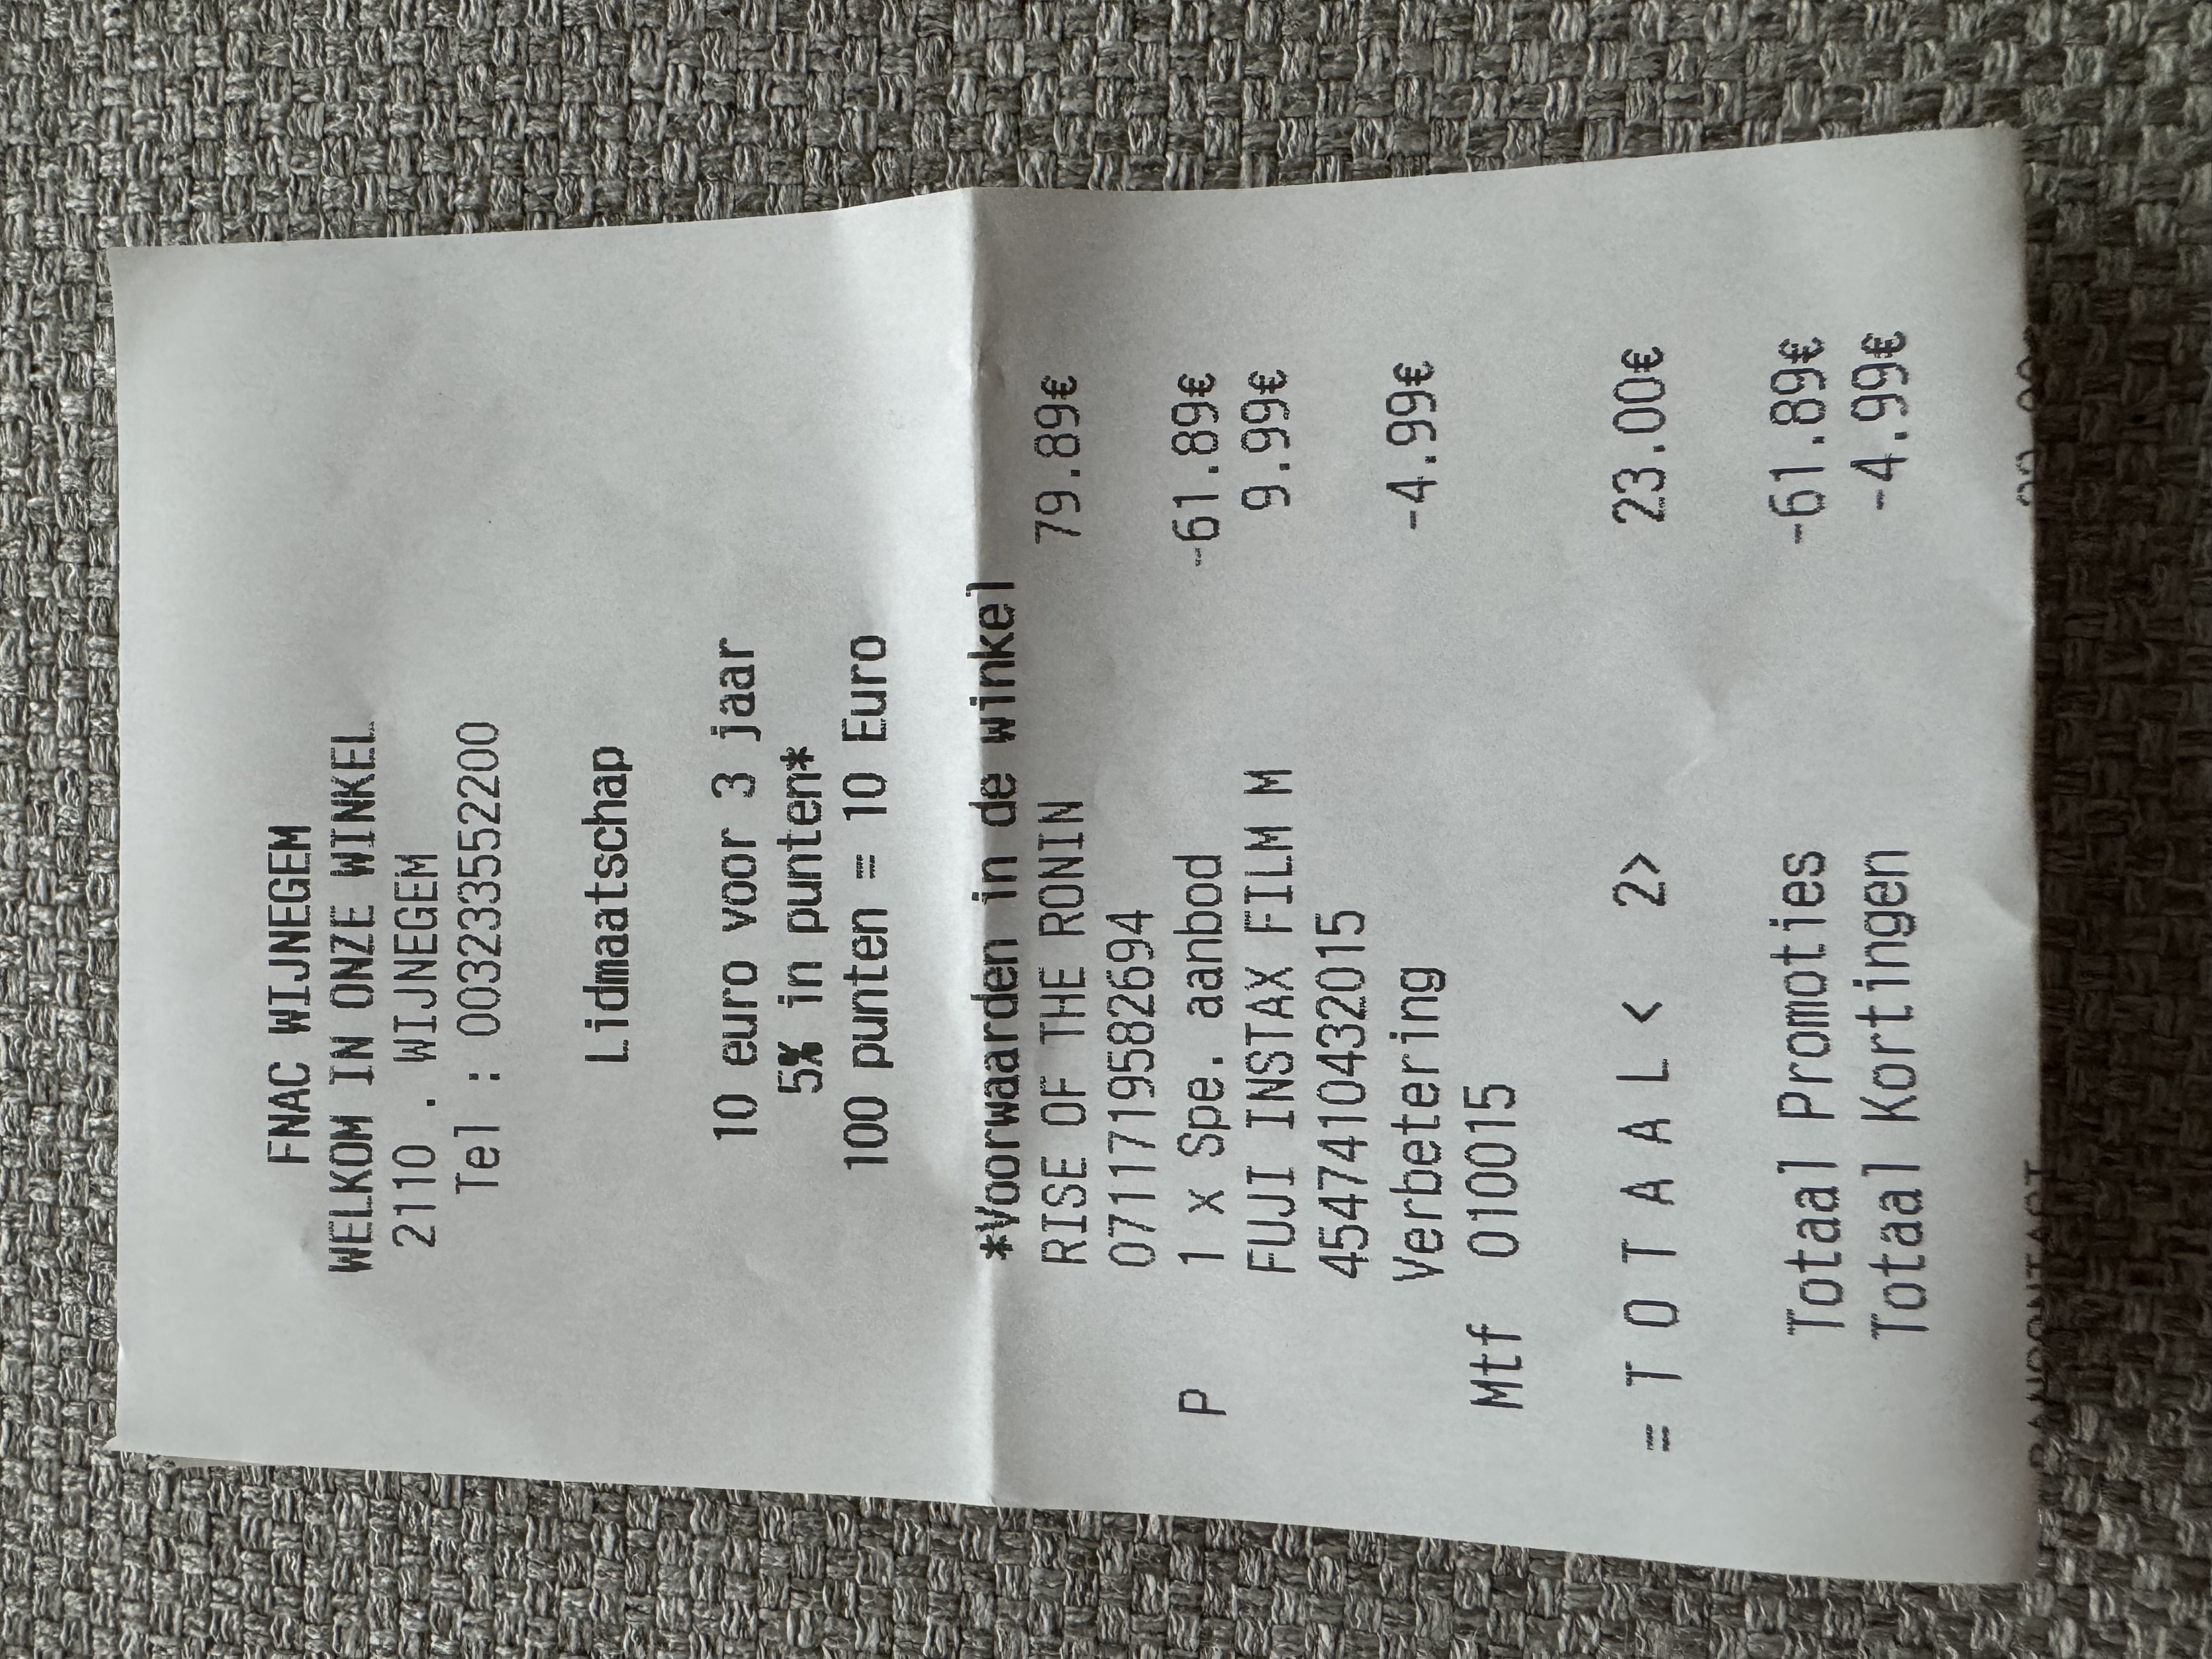 FNAC WIJNEGEM
WELKOM IN ONZE WINKEL
2110 . WIJNEGEM
Tel : 003233552200
Lidmaatschap
10 euro voor 3 jaar
5% in punten*
100 punten = 10 Euro
*Voorwaarden in de winkel
RISE OF THE RONIN 79.89€
0711719582694
P 1 x Spe. aanbod -61.89€
FUJI INSTAX FILM M 9.99€
4547410432015
Verbetering -4.99€
Mtf 010015
= T O T A A L < 2> 23.00€
Totaal Promoties -61.89€
Totaal Kortingen -4.99€